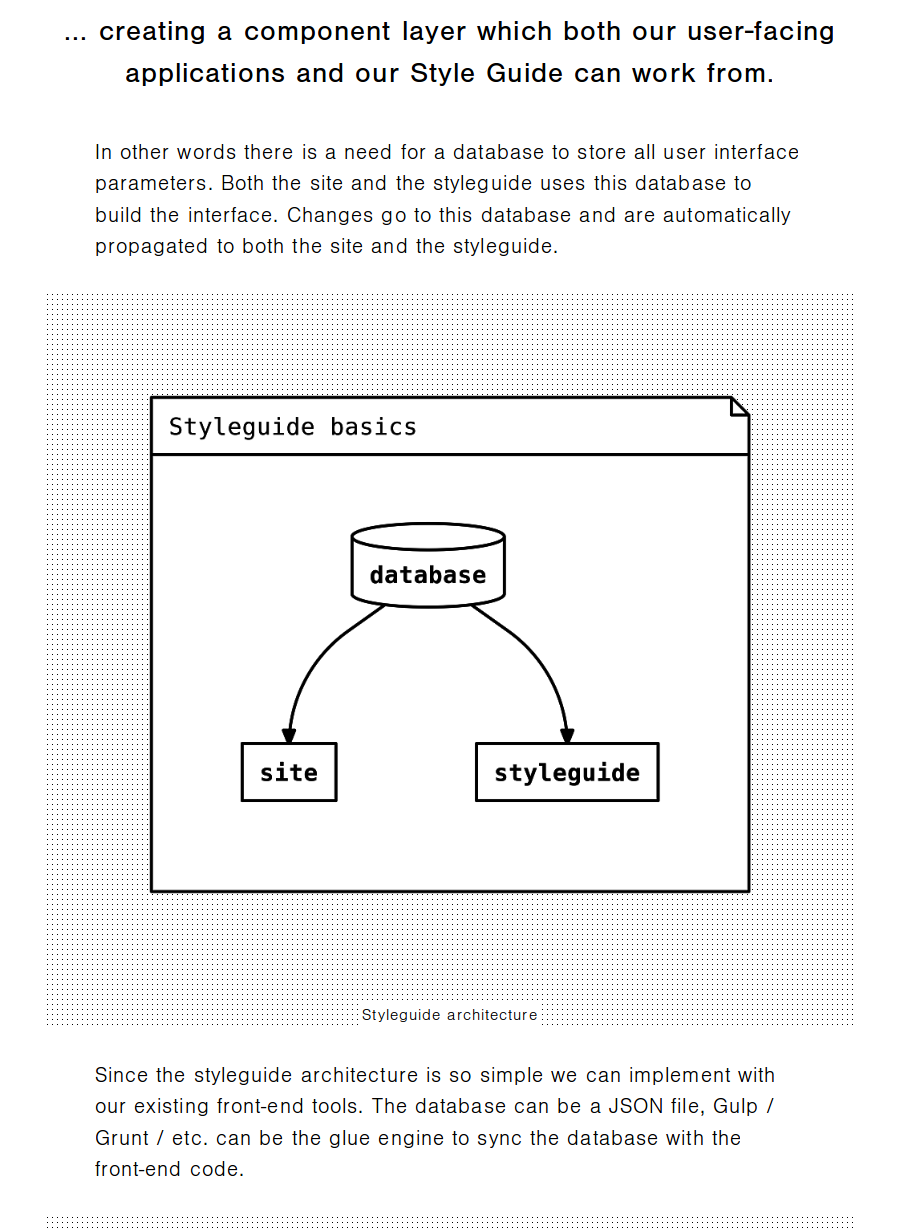 ... creating a component layer which both our user-facing
applications and our Style Guide can work from.
In other words there is a need for a database to store all user interface
parameters. Both the site and the styleguide uses this database to
build the interface. Changes go to this database and are automatically
propagated to both the site and the styleguide.
Styleguide basics
database
site
styleguide
Styleguide architecture
Since the styleguide architecture is so simple we can implement with
our existing front-end tools. The database can be a JSON file, Gulp /
Grunt / etc. can be the glue engine to sync the database with the
front-end code.